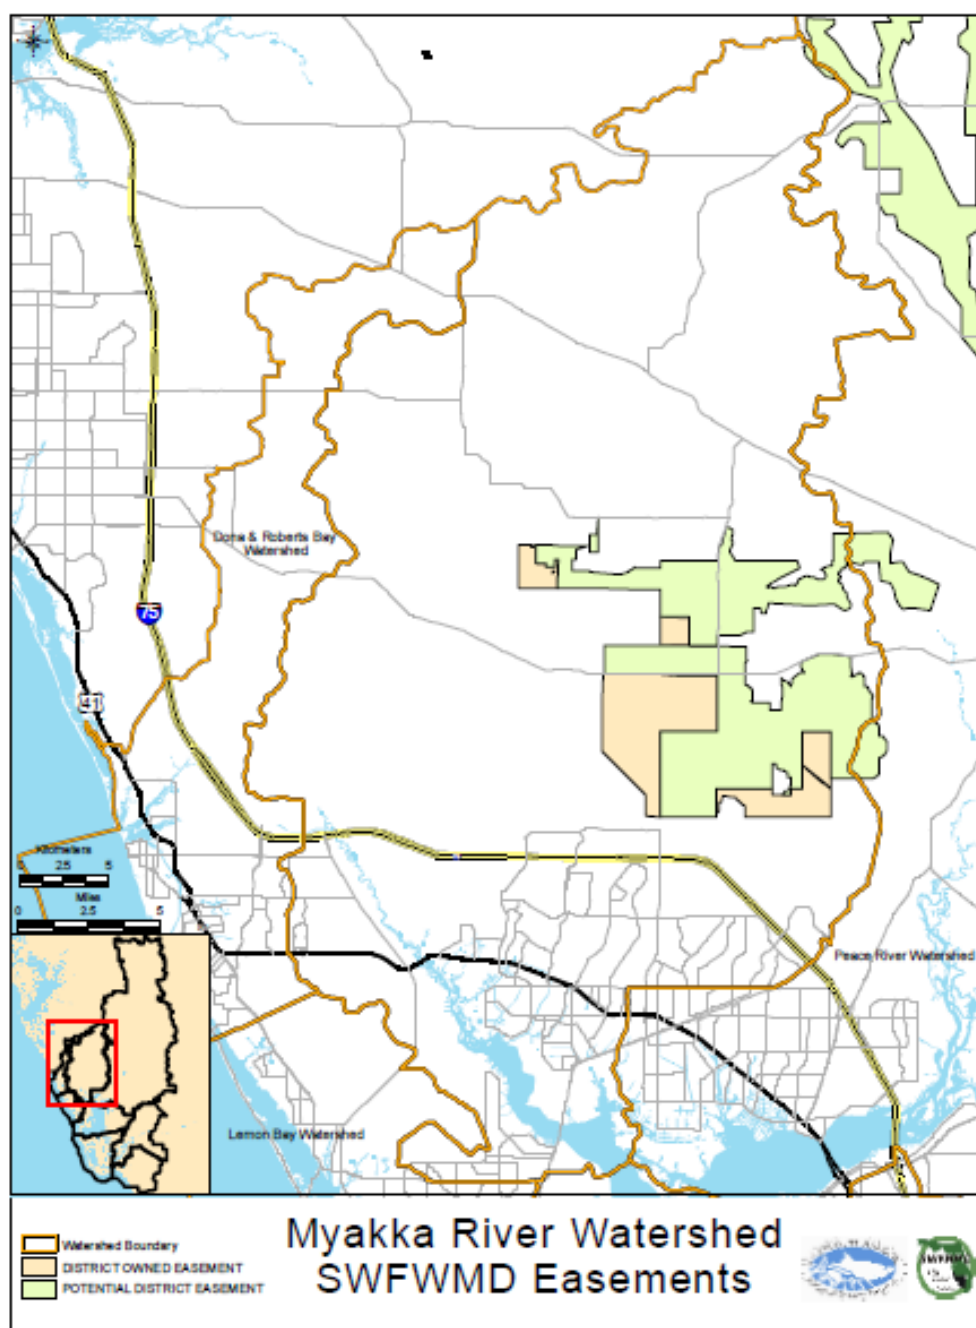 Dona & Roberts Bay
Watershed
75
41
Kilometers
0 2.5 5
Miles
0 2.5 5
Peace River Watershed
Lemon Bay Watershed
Watershed Boundary
DISTRICT OWNED EASEMENT
POTENTIAL DISTRICT EASEMENT
Myakka River Watershed
SWFWMD Easements